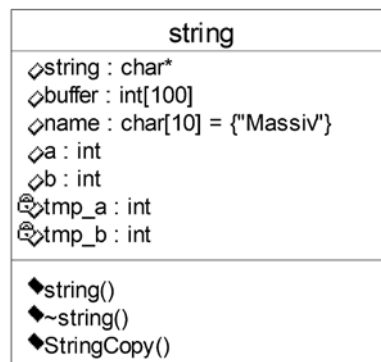 string
string : char*
buffer : int[100]
name : char[10] = {"Massiv"}
a : int
b : int
tmp_a : int
tmp_b : int
string()
~string()
StringCopy()